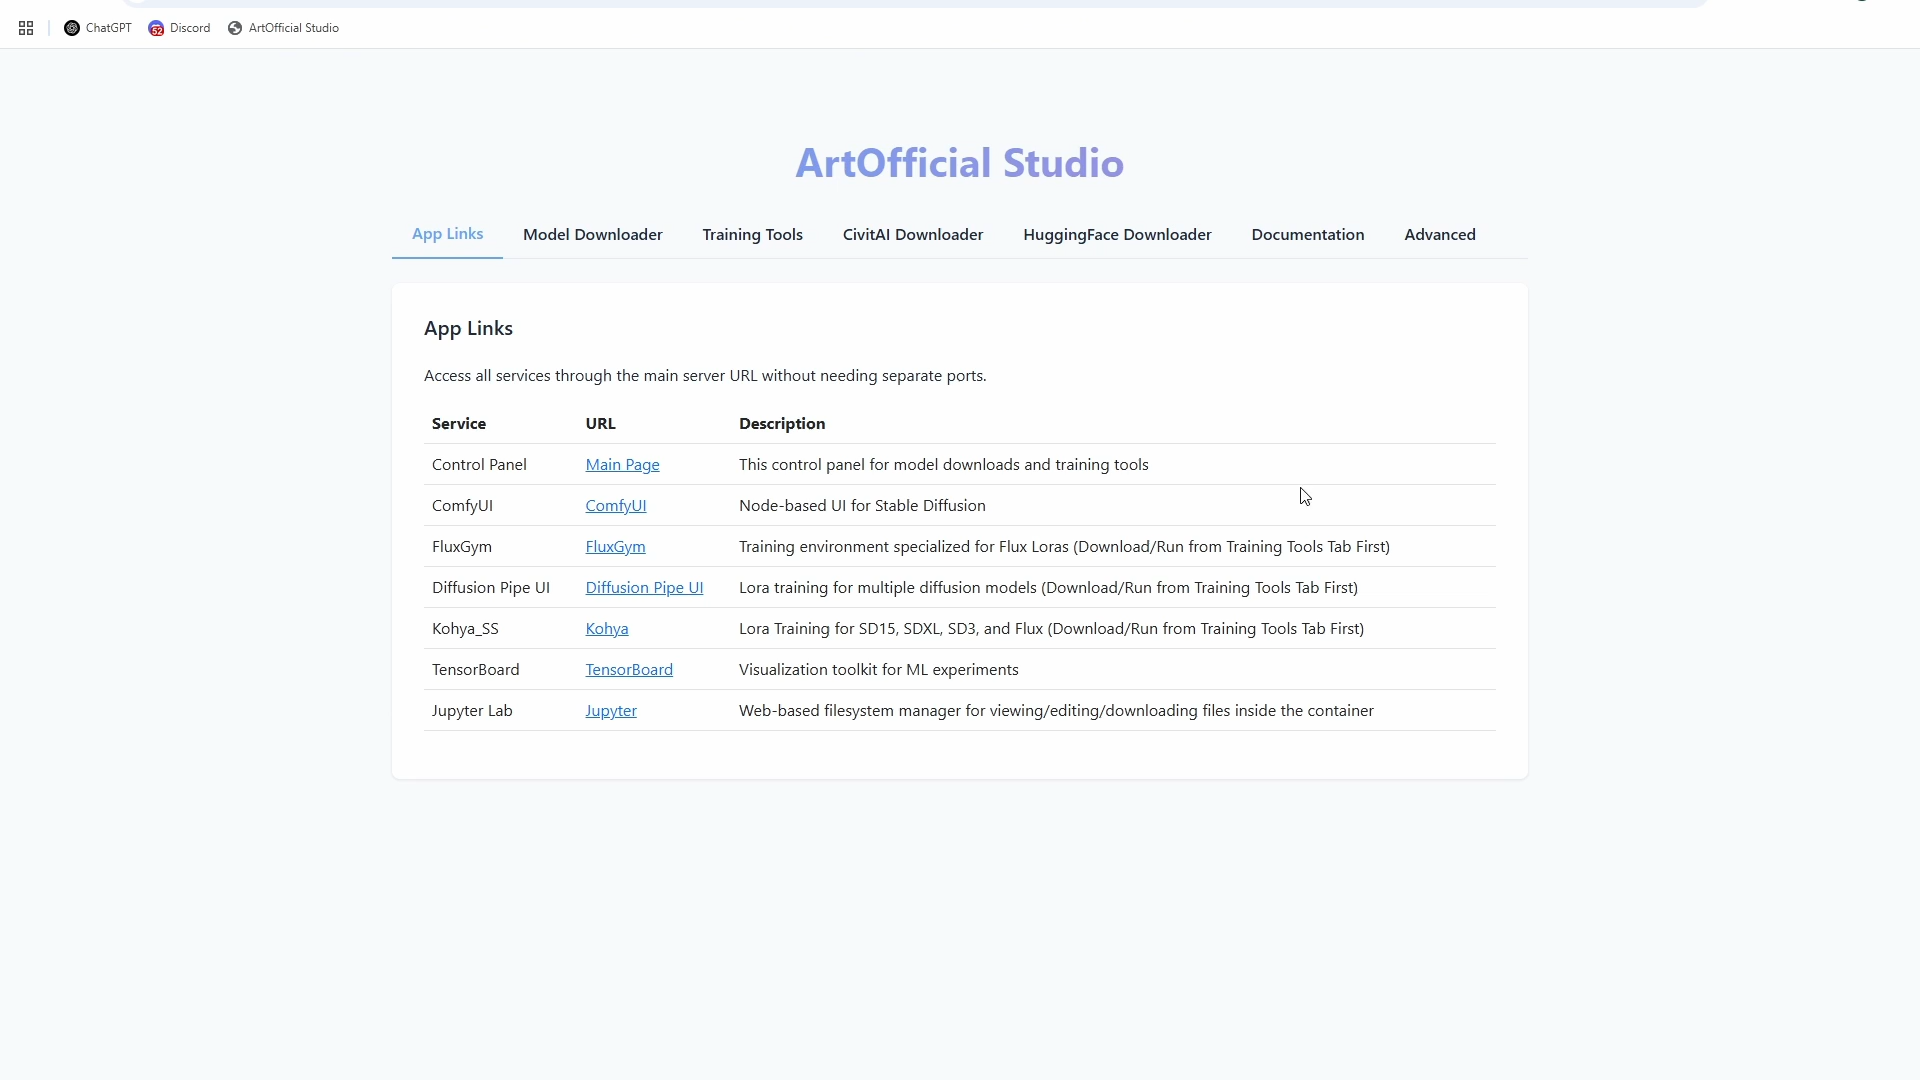 ChatGPT Discord ArtOfficial Studio
ArtOfficial Studio
App Links Model Downloader Training Tools CivitAI Downloader HuggingFace Downloader Documentation Advanced
App Links
Access all services through the main server URL without needing separate ports.
Service URL Description
Control Panel Main Page This control panel for model downloads and training tools
ComfyUI ComfyUI Node-based UI for Stable Diffusion
FluxGym FluxGym Training environment specialized for Flux Loras (Download/Run from Training Tools Tab First)
Diffusion Pipe UI Diffusion Pipe UI Lora training for multiple diffusion models (Download/Run from Training Tools Tab First)
Kohya_SS Kohya Lora Training for SD15, SDXL, SD3, and Flux (Download/Run from Training Tools Tab First)
TensorBoard TensorBoard Visualization toolkit for ML experiments
Jupyter Lab Jupyter Web-based filesystem manager for viewing/editing/downloading files inside the container